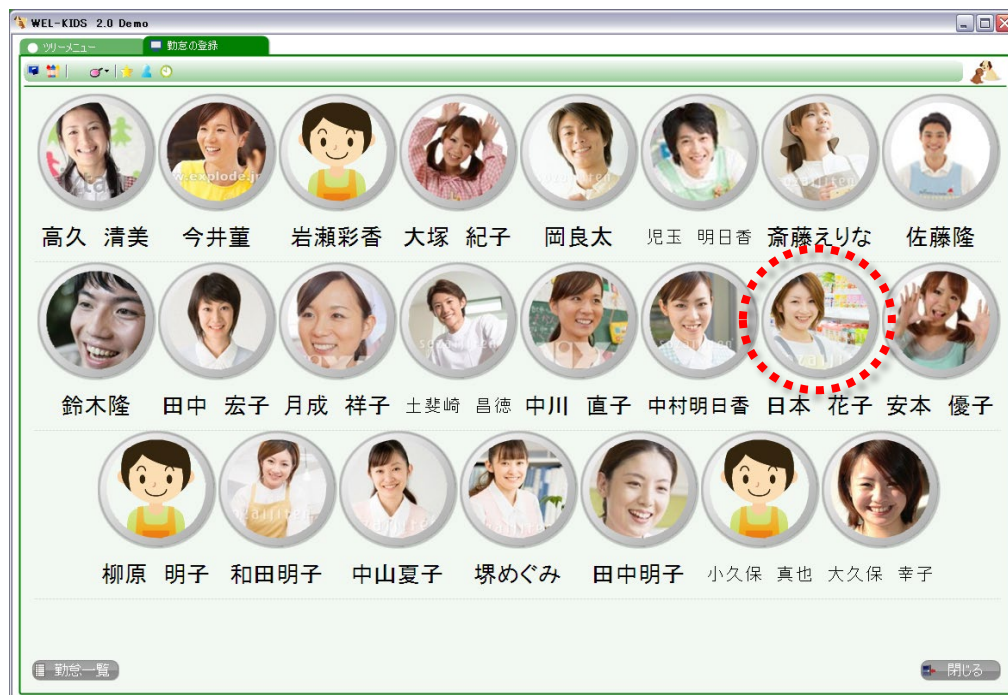 WEL-KIDS 2.0 Demo
ツリーメニュー 勤怠の登録
w.explode.jp
高久 清美 今井菫 岩瀬彩香 大塚 紀子 岡良太 児玉 明日香 斎藤えりな 佐藤隆
鈴木隆 田中 宏子 月成 祥子 土斐崎 昌徳 中川 直子 中村明日香 日本 花子 安本 優子
柳原 明子 和田明子 中山夏子 堺めぐみ 田中明子 小久保 真也 大久保 幸子
勤怠一覧 閉じる